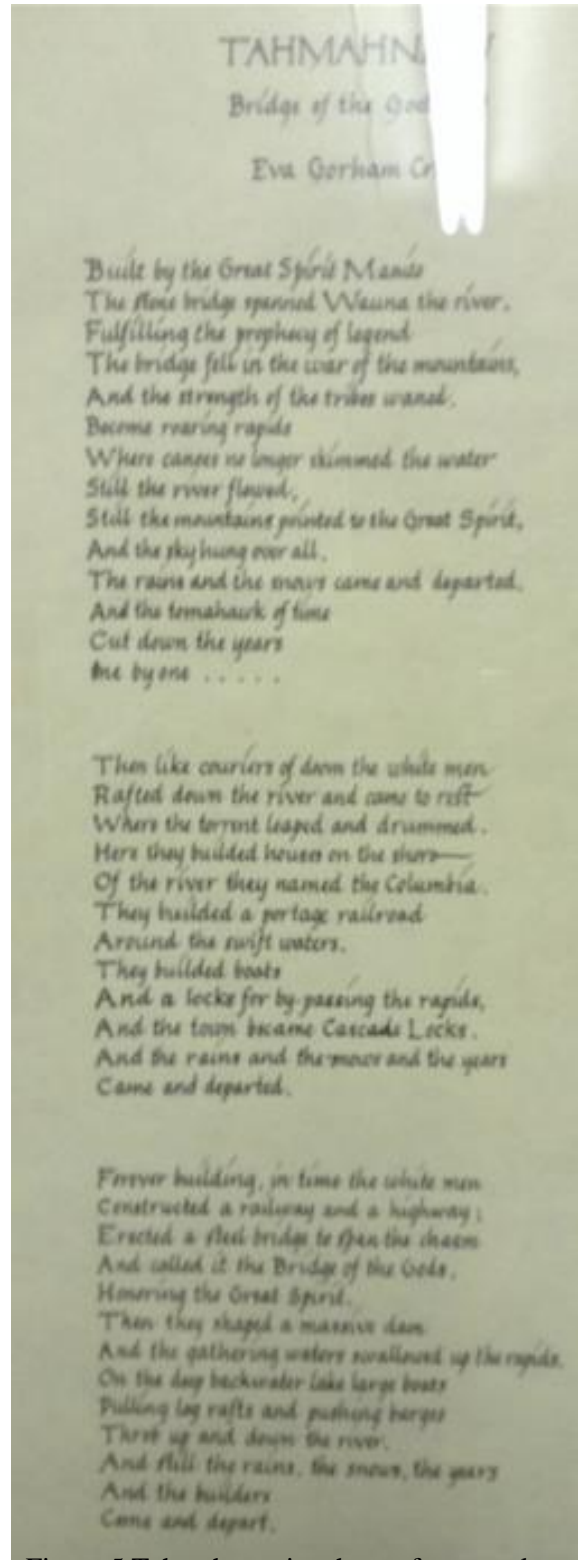 TAHMAHN
Bridge of the God
Eva Gorham Cr
Built by the Great Spirit Manito
The stone bridge spanned Wauna the river.
Fulfilling the prophecy of legend
The bridge fell in the war of the mountains,
And the strength of the tribes waned.
Become roaring rapids
Where canoes no longer skimmed the water
Still the river flowed,
Still the mountains pointed to the Great Spirit,
And the sky hung over all.
The rains and the snows came and departed,
And the tomahawk of time
Cut down the years
One by one . . . . .
Then like couriers of doom the white men
Rafted down the river and came to rest
Where the torrent leaped and drummed.
Here they builded houses on the shore
Of the river they named the Columbia.
They builded a portage railroad
Around the swift waters.
They builded boats
And a locks for by-passing the rapids,
And the town became Cascade Locks.
And the rains and the snows and the years
Came and departed.
Forever building, in time the white men
Constructed a railway and a highway;
Erected a steel bridge to span the chasm
And called it the Bridge of the Gods,
Honoring the Great Spirit.
Then they shaped a massive dam
And the gathering waters swallowed up the rapids.
On the deep backwater lake large boats
Pulling log rafts and pushing barges
Throb up and down the river.
And still the rains, the snows, the years
And the builders
Come and depart.